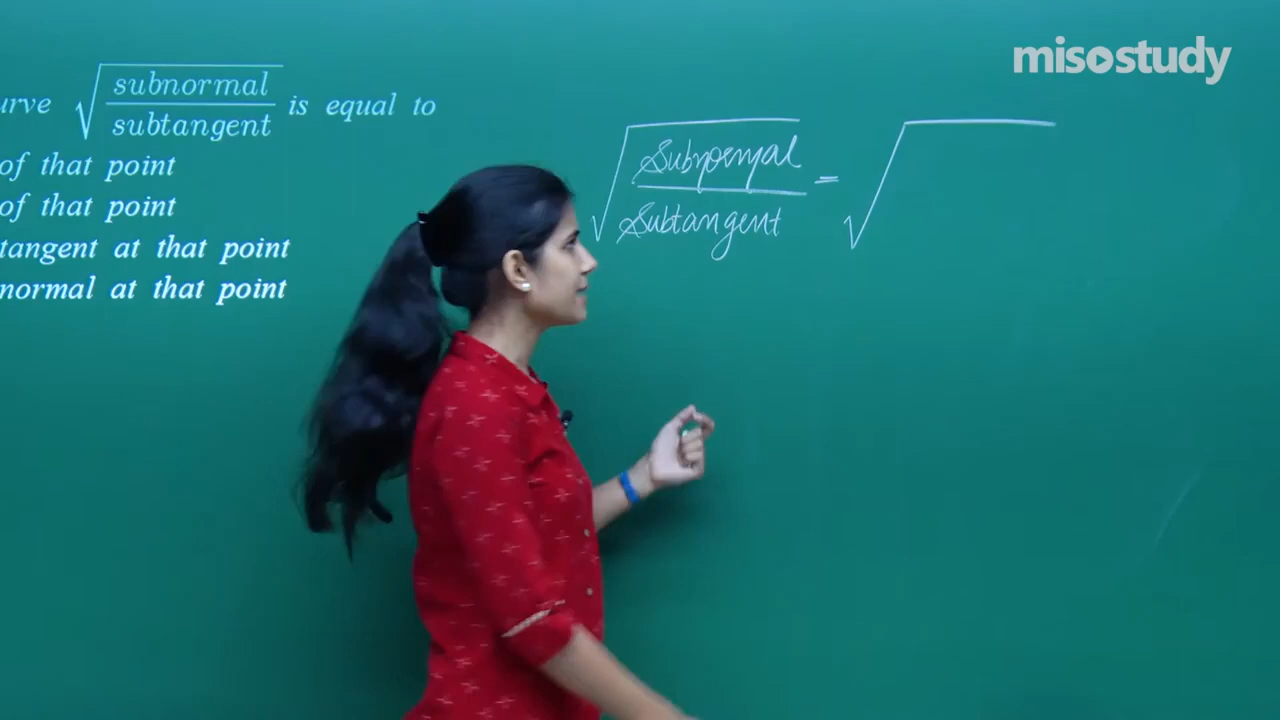 misostudy
urve √(subnormal/subtangent) is equal to
of that point
of that point
tangent at that point
normal at that point
√(Subnormal/Subtangent) = √